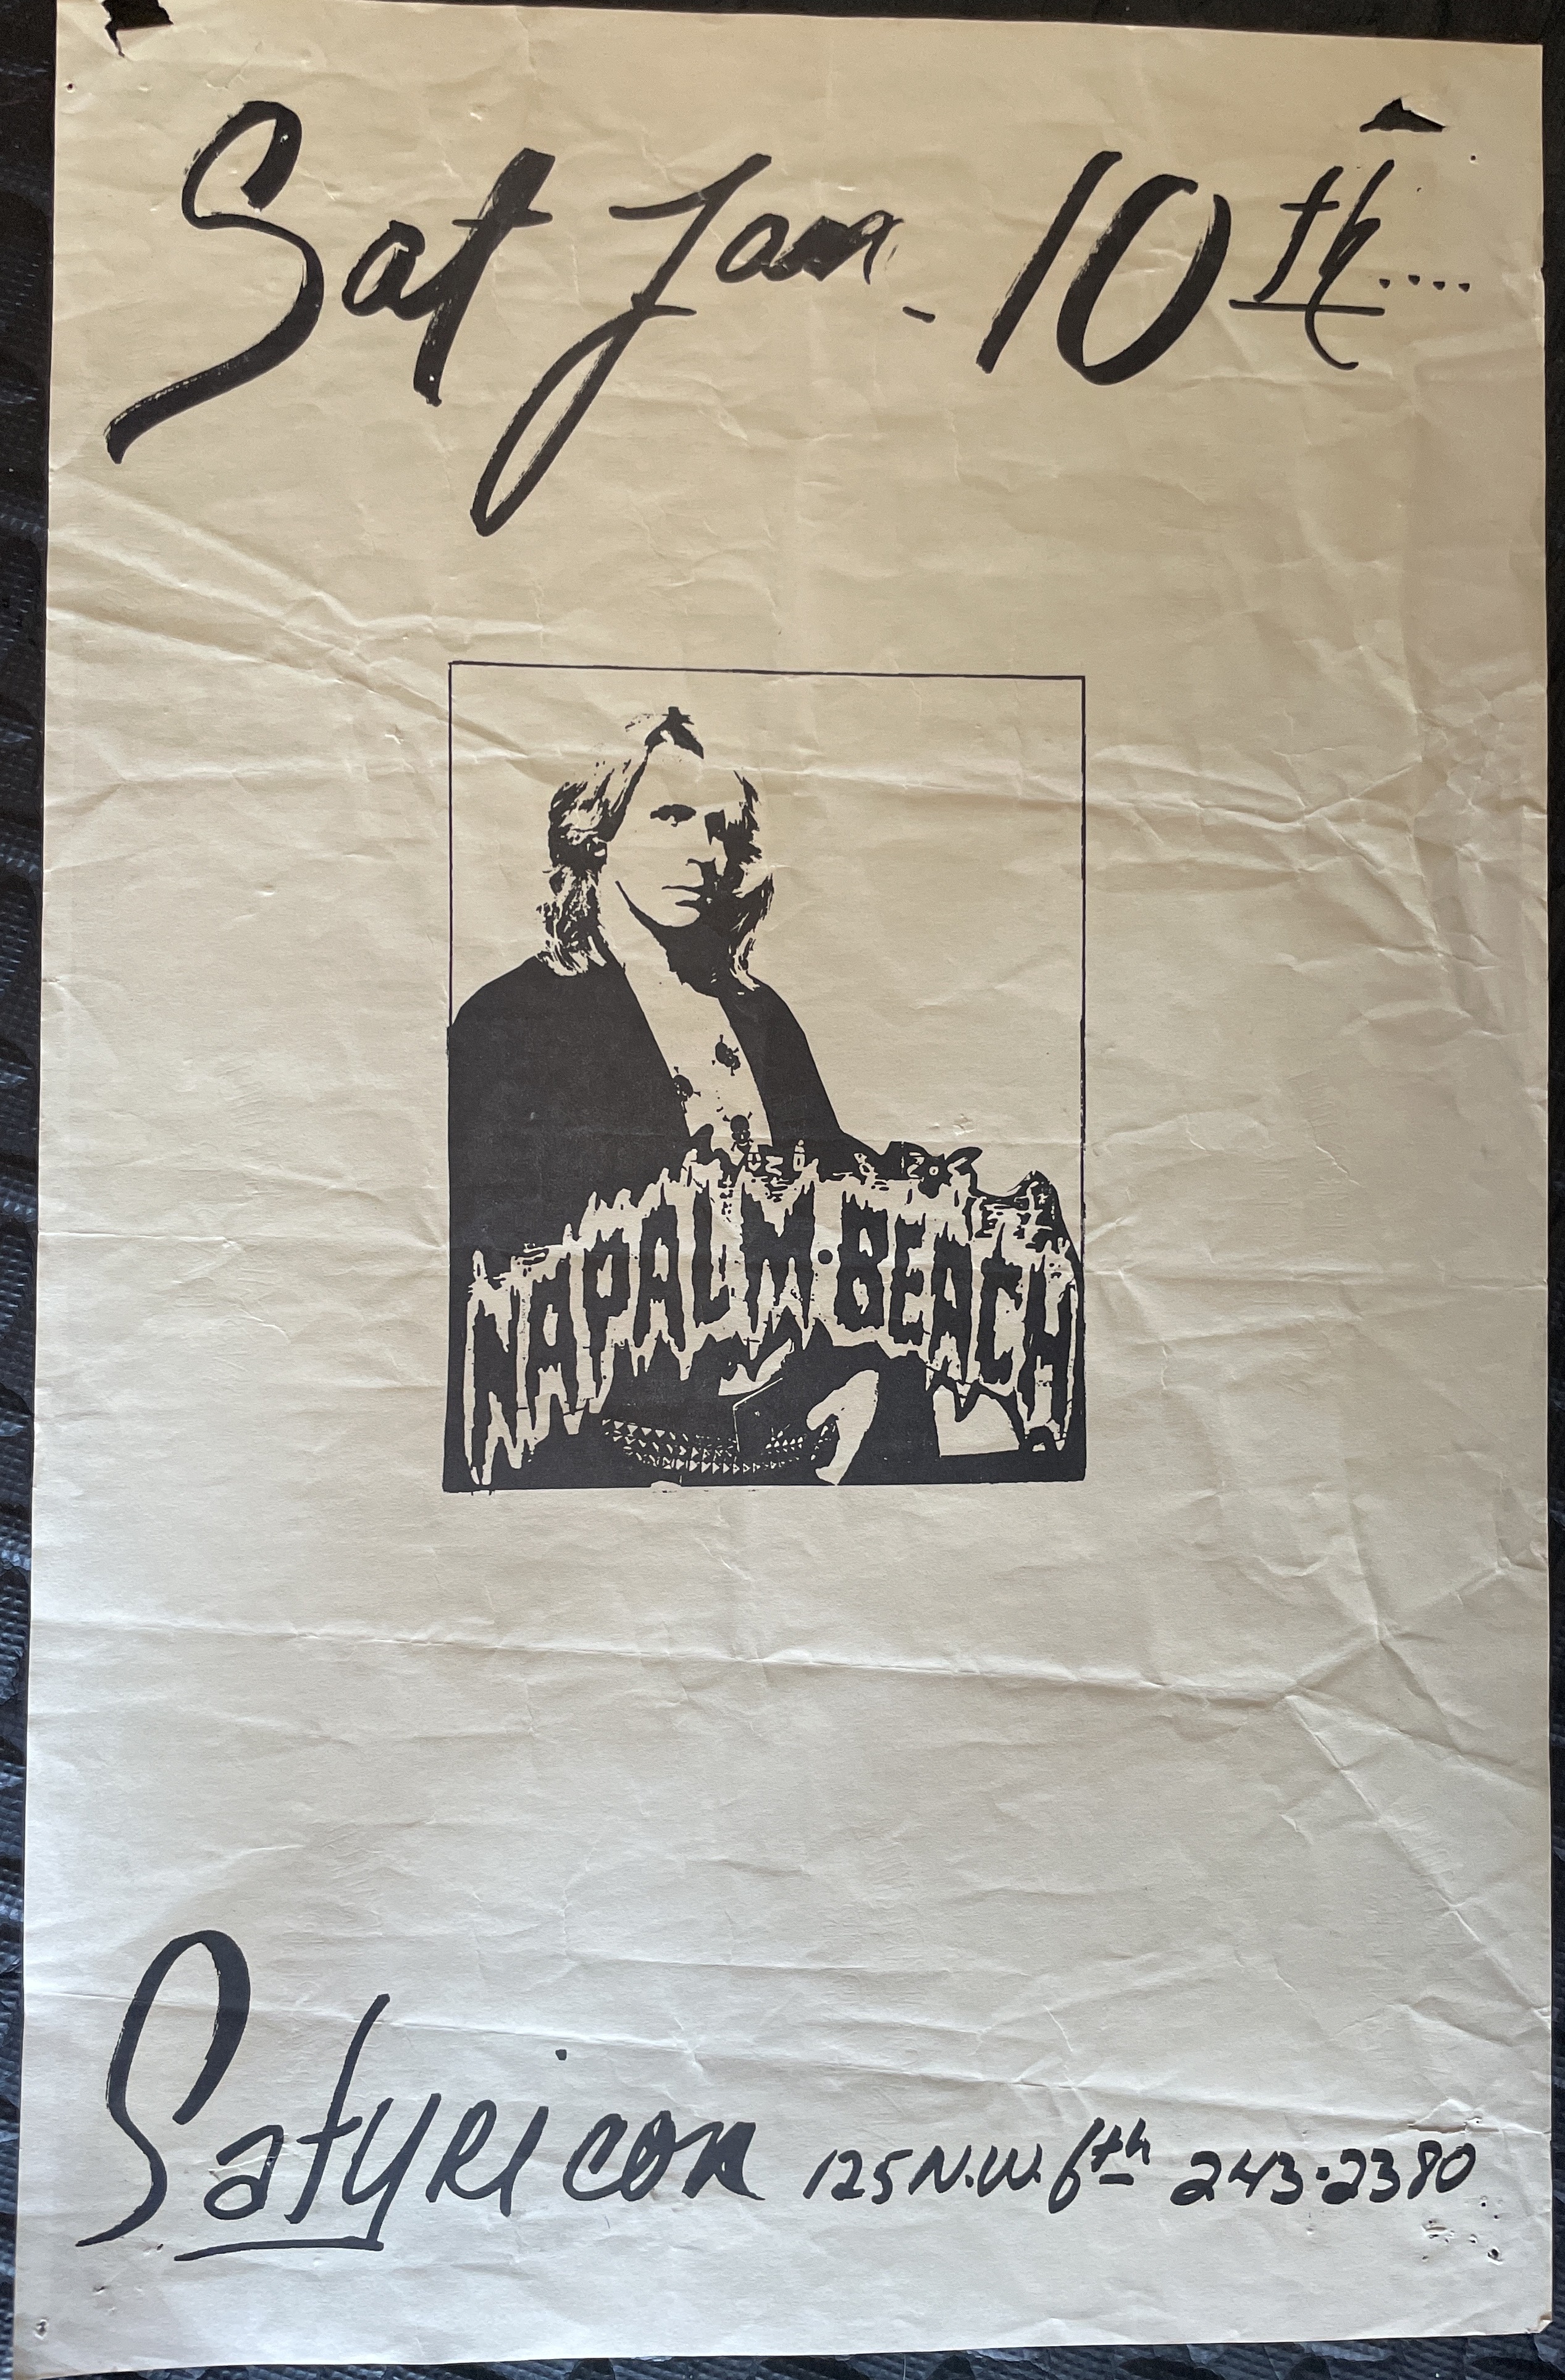 Sat Jan. 10th....
NAPALM·BEACH
Satyricon 125 N.W. 6th 243·2380